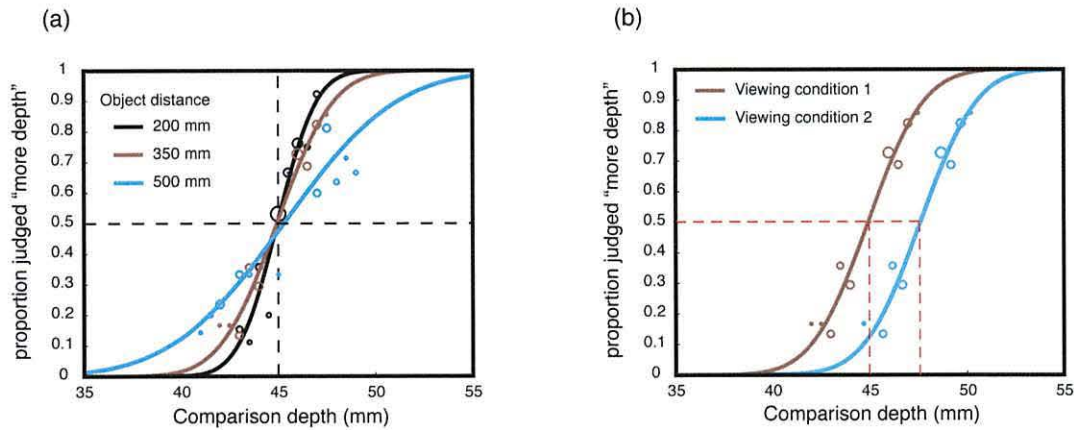 (a)
proportion judged “more depth”
1
0.9
0.8
0.7
0.6
0.5
0.4
0.3
0.2
0.1
0
Object distance
200 mm
350 mm
500 mm
35 40 45 50 55
Comparison depth (mm)
(b)
proportion judged “more depth”
1
0.9
0.8
0.7
0.6
0.5
0.4
0.3
0.2
0.1
0
Viewing condition 1
Viewing condition 2
35 40 45 50 55
Comparison depth (mm)